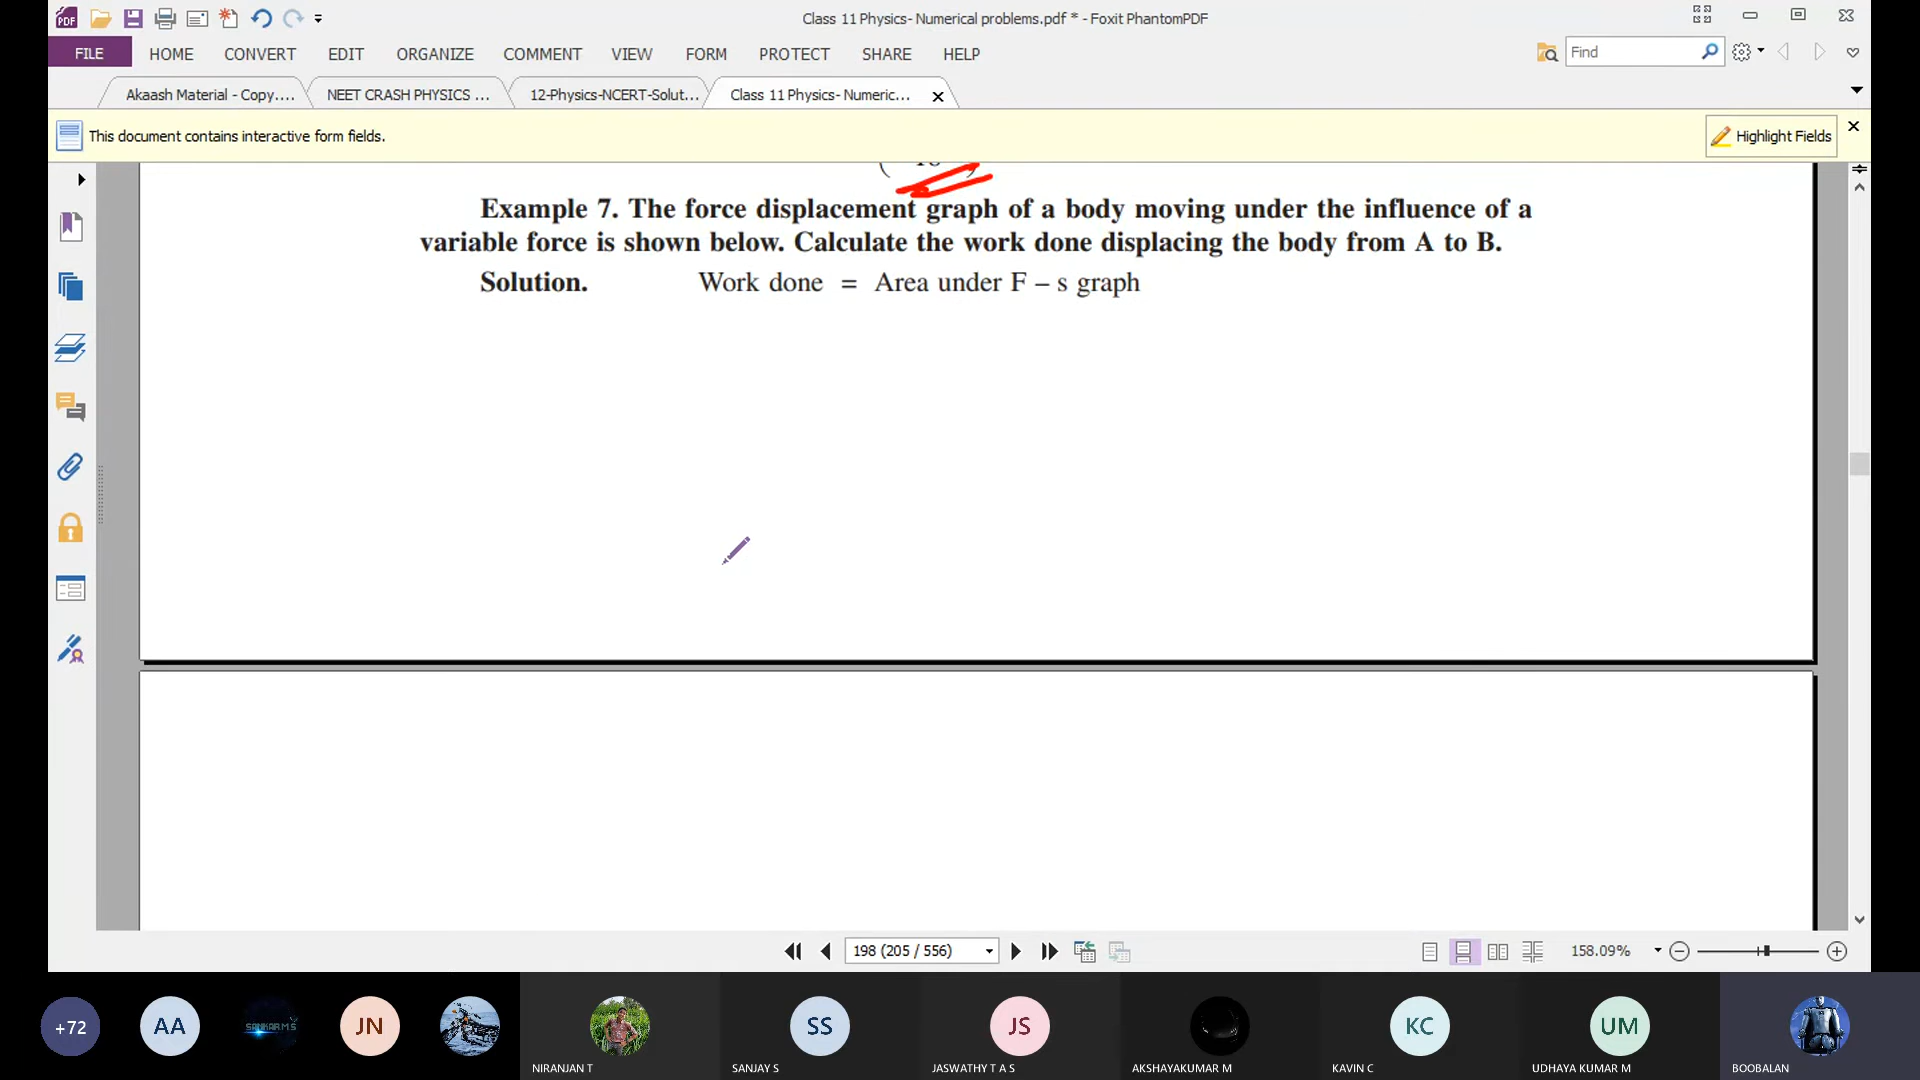 Class 11 Physics- Numerical problems.pdf * - Foxit PhantomPDF
FILE HOME CONVERT EDIT ORGANIZE COMMENT VIEW FORM PROTECT SHARE HELP
Find
Akaash Material - Copy.... NEET CRASH PHYSICS ... 12-Physics-NCERT-Solut... Class 11 Physics- Numeric...
This document contains interactive form fields.
Highlight Fields
Example 7. The force displacement graph of a body moving under the influence of a
variable force is shown below. Calculate the work done displacing the body from A to B.
Solution. Work done = Area under F – s graph
198 (205 / 556)
158.09%
+72 AA SANKAR M S JN SS JS KC UM
NIRANJAN T SANJAY S JASWATHY T A S AKSHAYAKUMAR M KAVIN C UDHAYA KUMAR M BOOBALAN